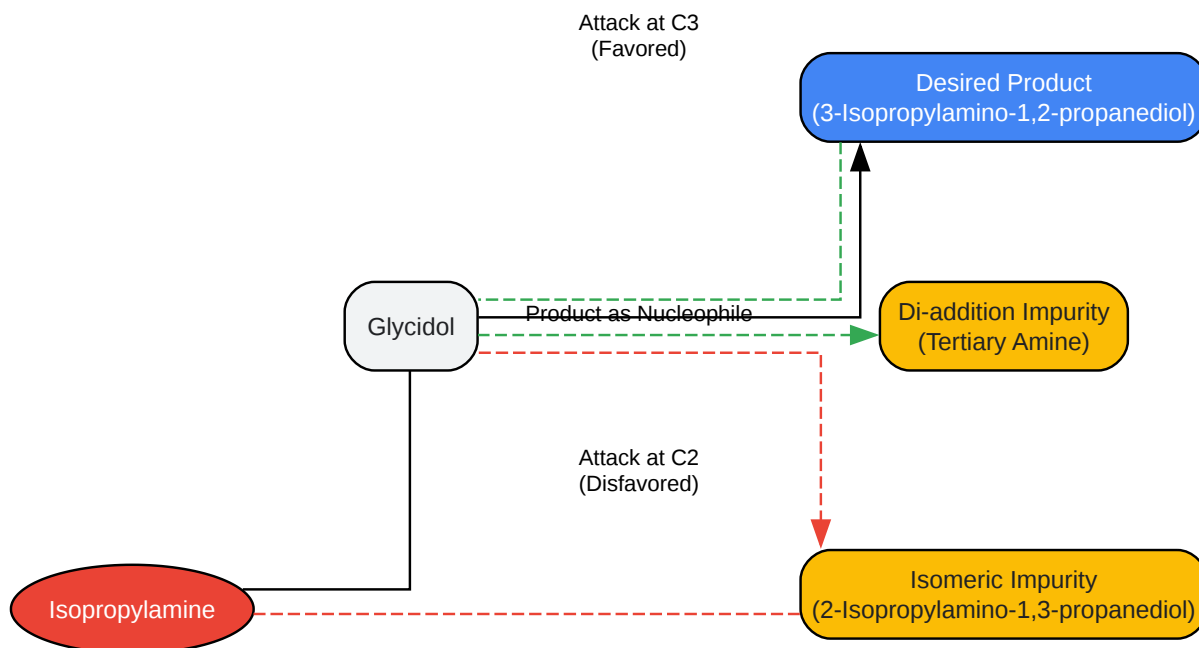 Attack at C3
(Favored)
Desired Product
(3-Isopropylamino-1,2-propanediol)
Glycidol
Product as Nucleophile
Di-addition Impurity
(Tertiary Amine)
Attack at C2
(Disfavored)
Isopropylamine
Isomeric Impurity
(2-Isopropylamino-1,3-propanediol)